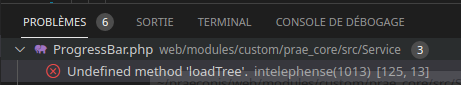 PROBLÈMES 6 SORTIE TERMINAL CONSOLE DE DÉBOGAGE
ProgressBar.php web/modules/custom/prae_core/src/Service 3
Undefined method 'loadTree'. intelephense(1013) [125, 13]